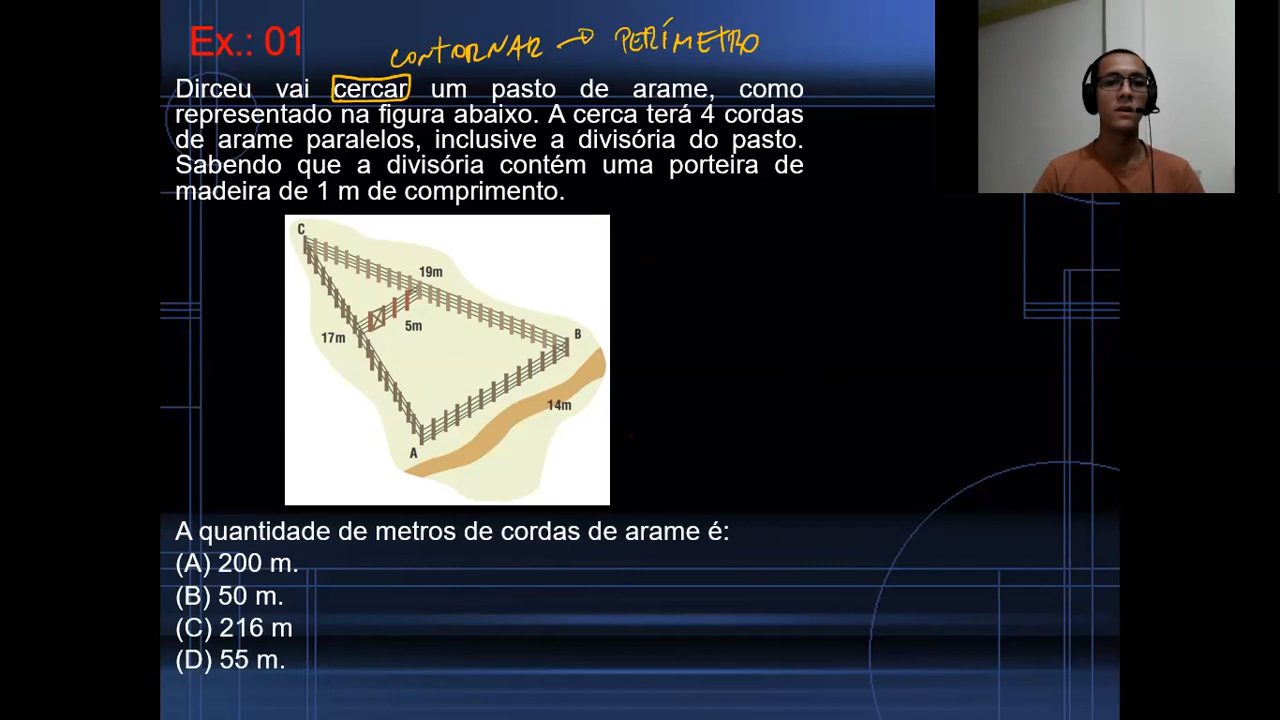 Ex.: 01
CONTORNAR → PERÍMETRO
Dirceu vai cercar um pasto de arame, como
representado na figura abaixo. A cerca terá 4 cordas
de arame paralelos, inclusive a divisória do pasto.
Sabendo que a divisória contém uma porteira de
madeira de 1 m de comprimento.
C
19m
5m
B
17m
14m
A
A quantidade de metros de cordas de arame é:
(A) 200 m.
(B) 50 m.
(C) 216 m
(D) 55 m.